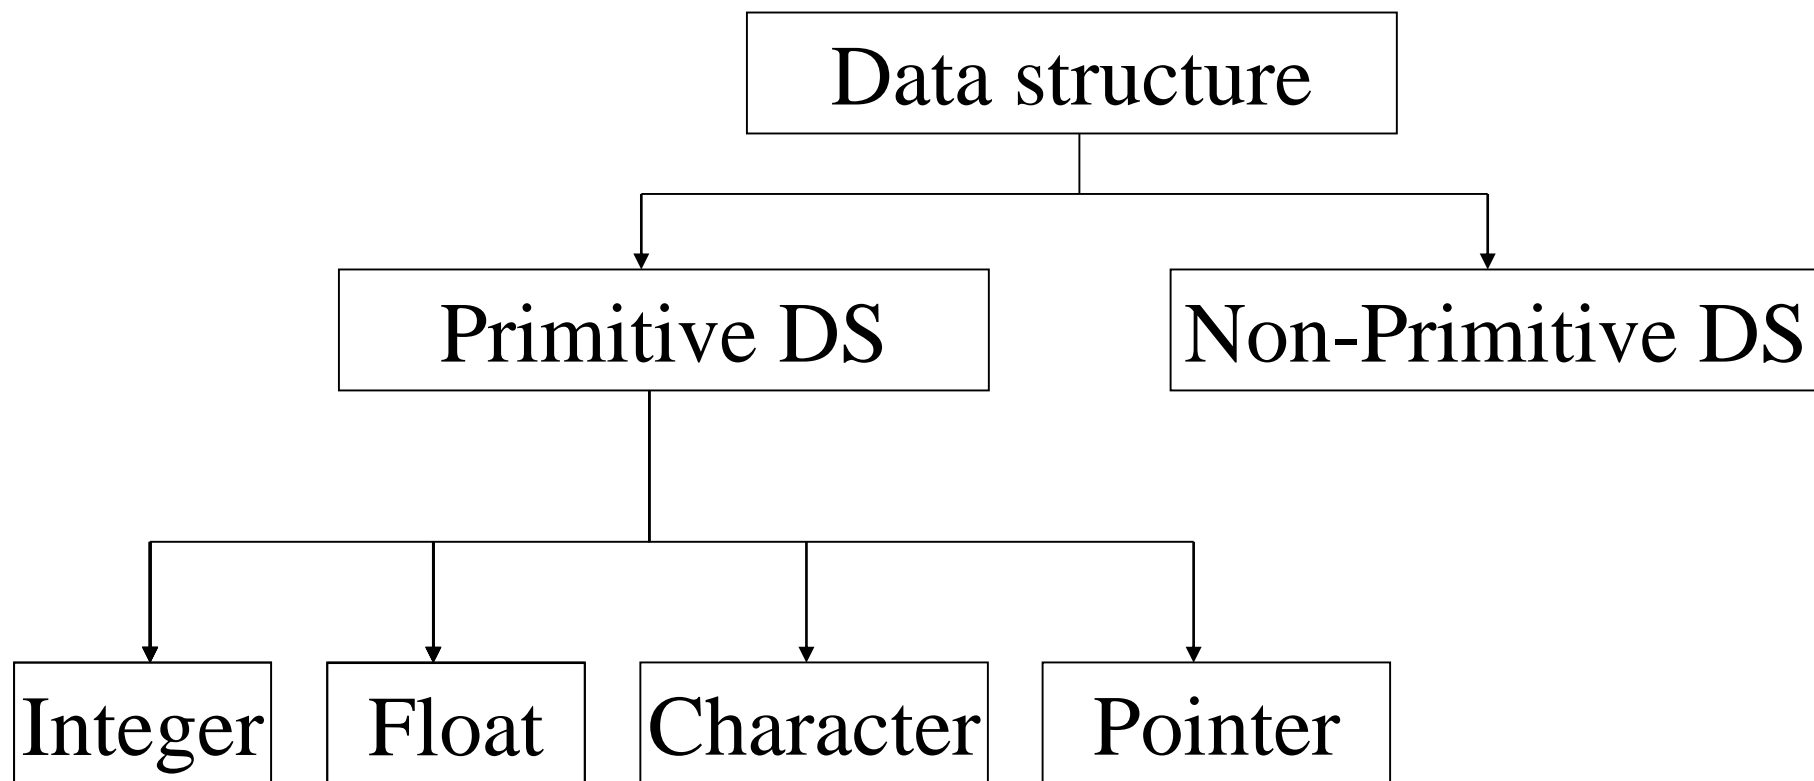 Data structure
Primitive DS
Non-Primitive DS
Integer
Float
Character
Pointer